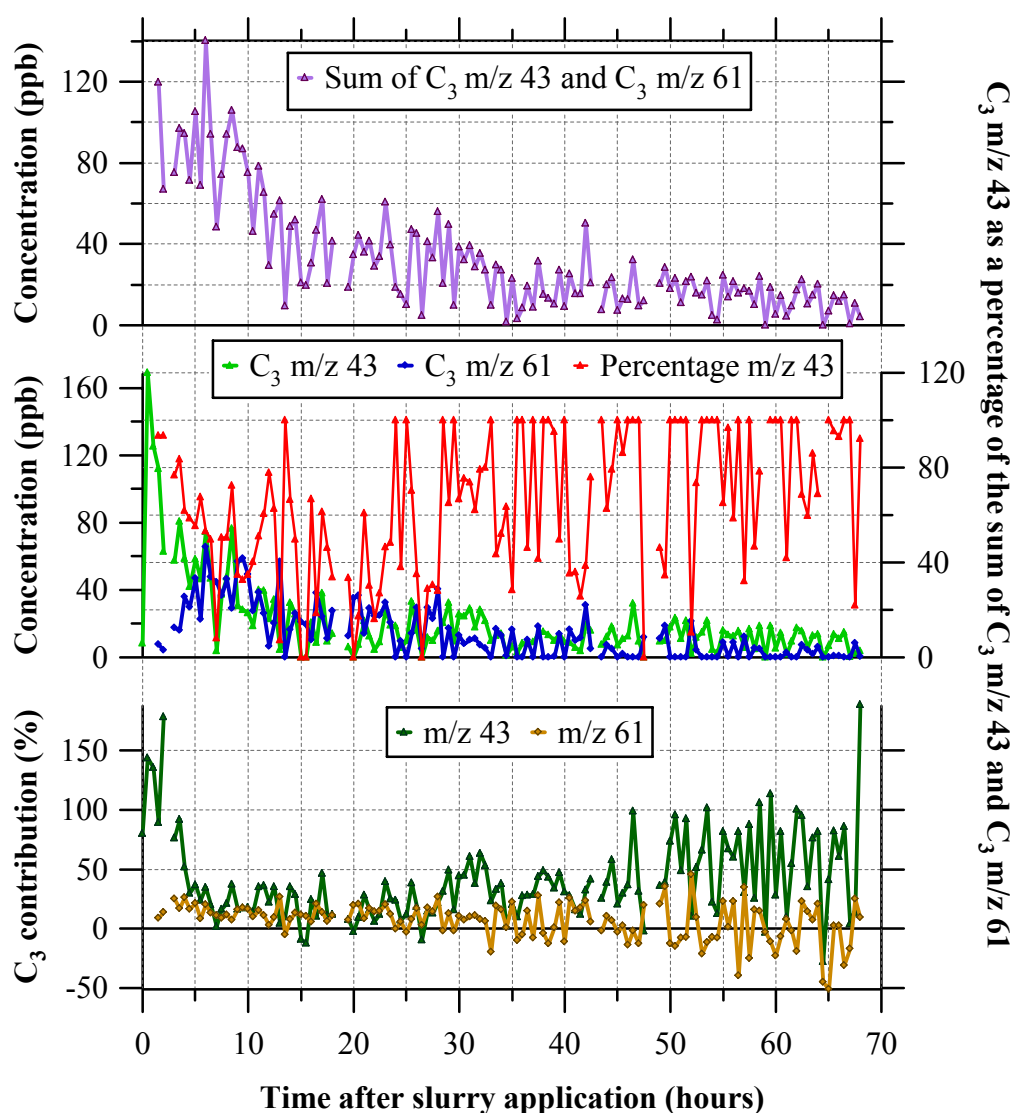 Concentration (ppb)
120
80
40
0
Sum of C₃ m/z 43 and C₃ m/z 61
Concentration (ppb)
160
120
80
40
0
C₃ m/z 43 C₃ m/z 61 Percentage m/z 43
120
80
40
0
C₃ m/z 43 as a percentage of the sum of C₃ m/z 43 and C₃ m/z 61
C₃ contribution (%)
150
100
50
0
-50
m/z 43 m/z 61
0 10 20 30 40 50 60 70
Time after slurry application (hours)